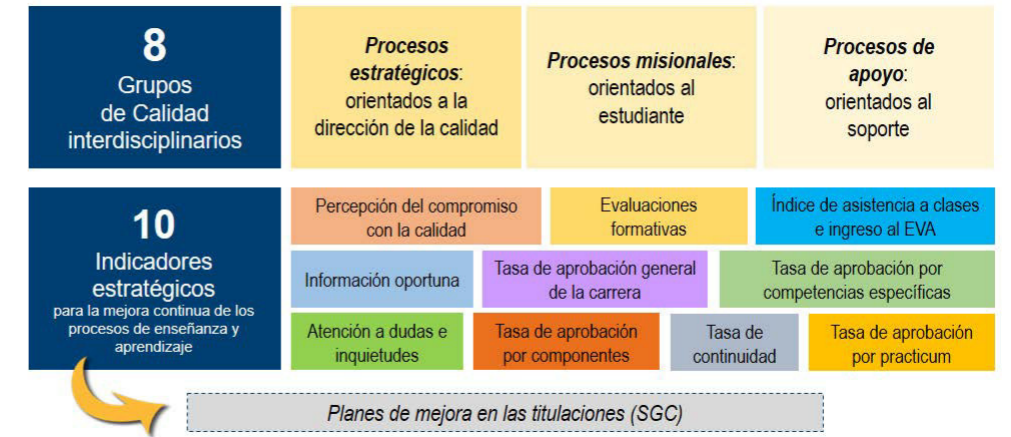 8
Grupos
de Calidad
interdisciplinarios
Procesos
estratégicos:
orientados a la
dirección de la calidad
Procesos misionales:
orientados al
estudiante
Procesos de
apoyo:
orientados al
soporte
10
Indicadores
estratégicos
para la mejora continua de los
procesos de enseñanza y
aprendizaje
Percepción del compromiso
con la calidad
Evaluaciones
formativas
Índice de asistencia a clases
e ingreso al EVA
Información oportuna
Tasa de aprobación general
de la carrera
Tasa de aprobación por
competencias específicas
Atención a dudas e
inquietudes
Tasa de aprobación
por componentes
Tasa de
continuidad
Tasa de aprobación
por practicum
Planes de mejora en las titulaciones (SGC)